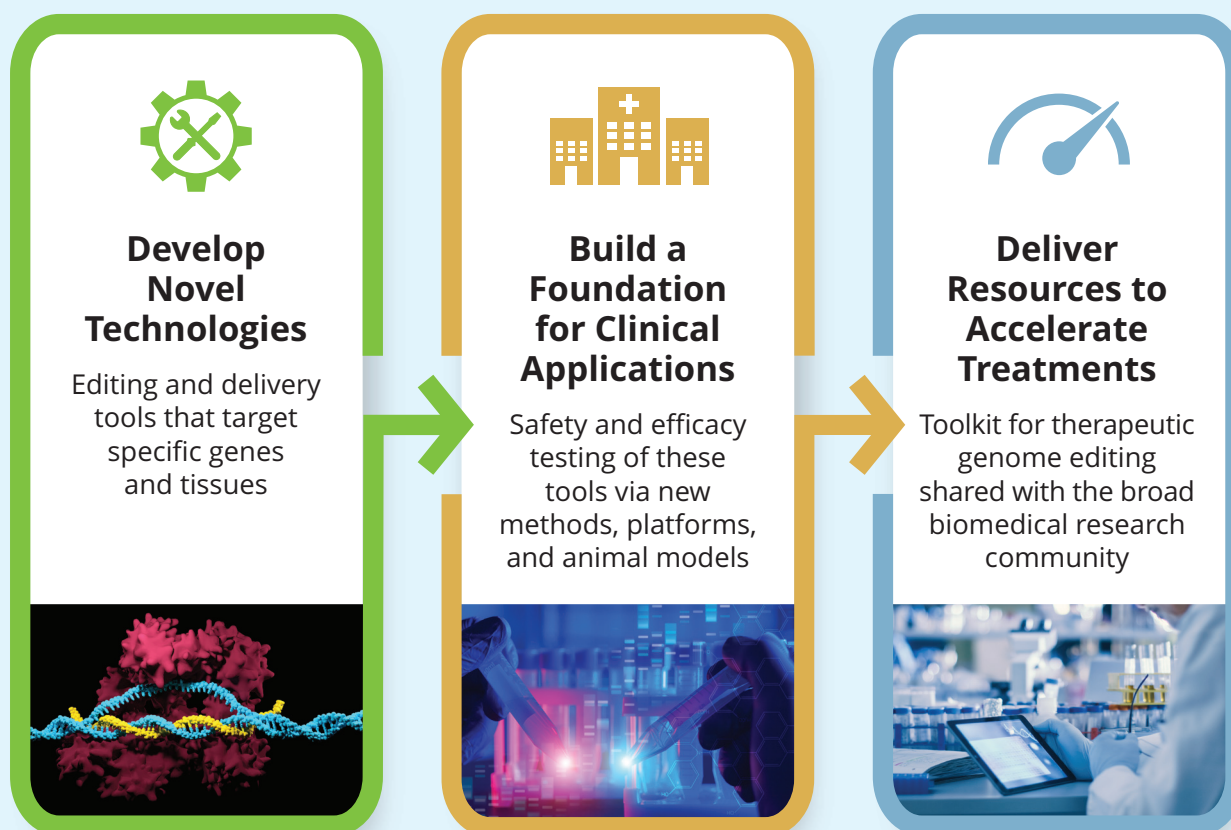 Develop
Novel
Technologies
Editing and delivery
tools that target
specific genes
and tissues
Build a
Foundation
for Clinical
Applications
Safety and efficacy
testing of these
tools via new
methods, platforms,
and animal models
Deliver
Resources to
Accelerate
Treatments
Toolkit for therapeutic
genome editing
shared with the broad
biomedical research
community